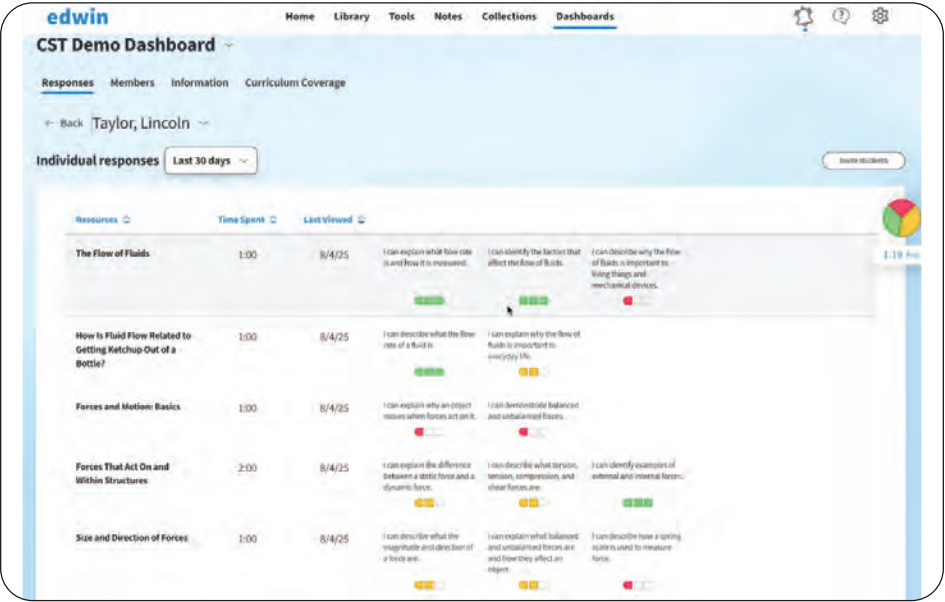 edwin
Home Library Tools Notes Collections Dashboards
CST Demo Dashboard
Responses Members Information Curriculum Coverage
← Back Taylor, Lincoln
Individual responses Last 30 days Invite students
Resources Time Spent Last Viewed
The Flow of Fluids 1:00 8/4/25
I can explain what flow rate
is and how it is measured.
I can identify the factors that
affect the flow of fluids.
I can describe why the flow
of fluids is important to
living things and
mechanical devices.
1:19
How Is Fluid Flow Related to
Getting Ketchup Out of a
Bottle?
1:00 8/4/25
I can describe what the flow
rate of a fluid is.
I can explain why the flow of
fluids is important to
everyday life.
Forces and Motion: Basics 1:00 8/4/25
I can explain why an object
moves when forces act on it.
I can demonstrate balanced
and unbalanced forces.
Forces That Act On and
Within Structures
2:00 8/4/25
I can explain the difference
between a static force and a
dynamic force.
I can describe what torsion,
tension, compression, and
shear forces are.
I can identify examples of
external and internal forces.
Size and Direction of Forces 1:00 8/4/25
I can describe what the
magnitude and direction of
a force are.
I can explain what balanced
and unbalanced forces are
and how they affect an
object.
I can describe how a spring
scale is used to measure
force.